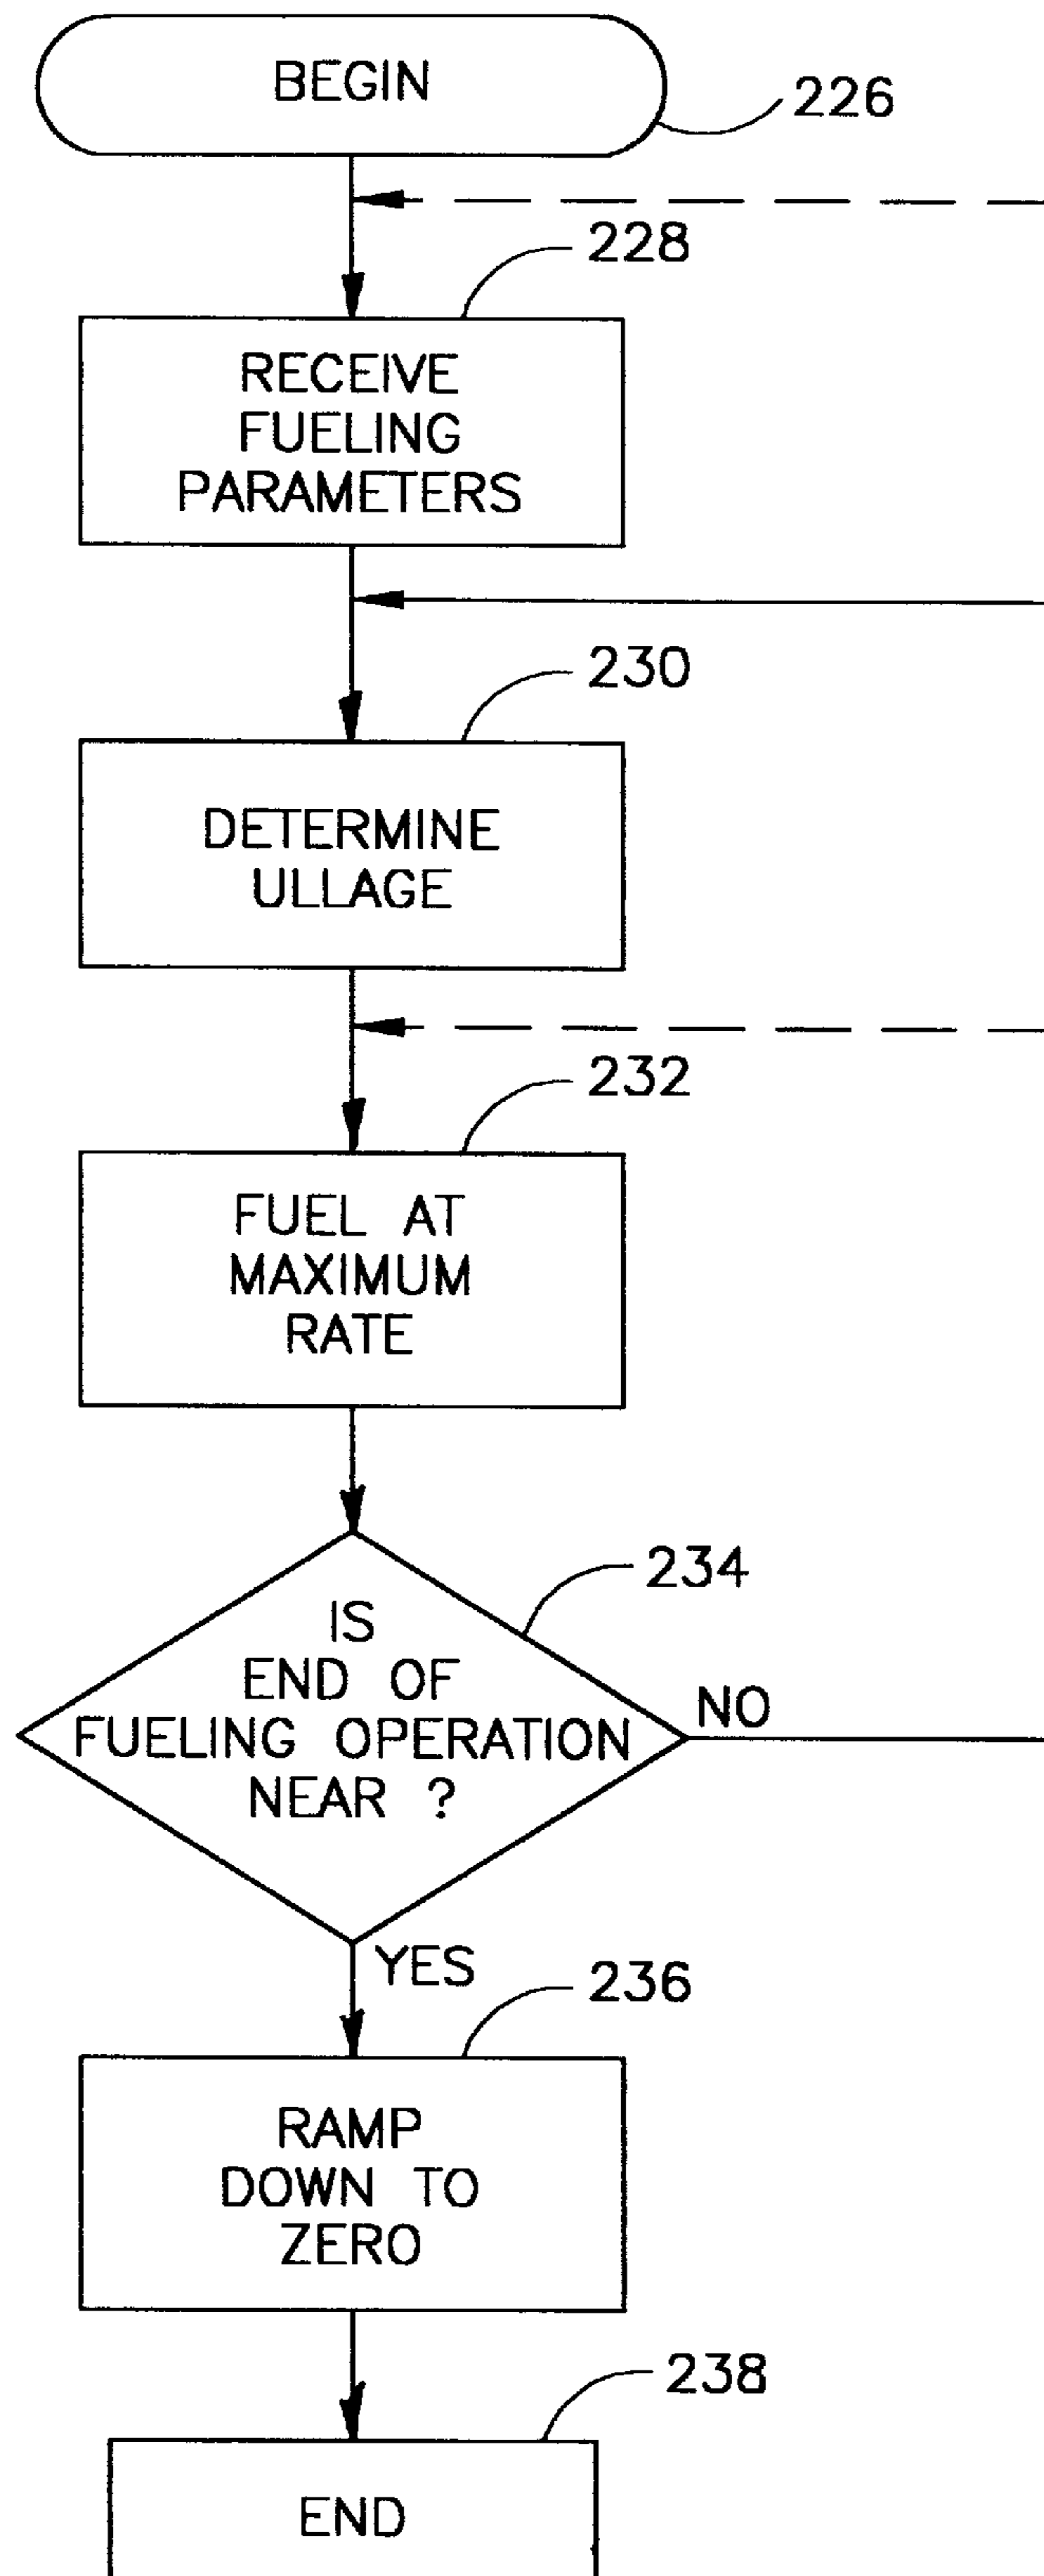 BEGIN
226
228
RECEIVE
FUELING
PARAMETERS
230
DETERMINE
ULLAGE
232
FUEL AT
MAXIMUM
RATE
234
IS
END OF
FUELING OPERATION
NEAR ?
NO
YES
236
RAMP
DOWN TO
ZERO
238
END